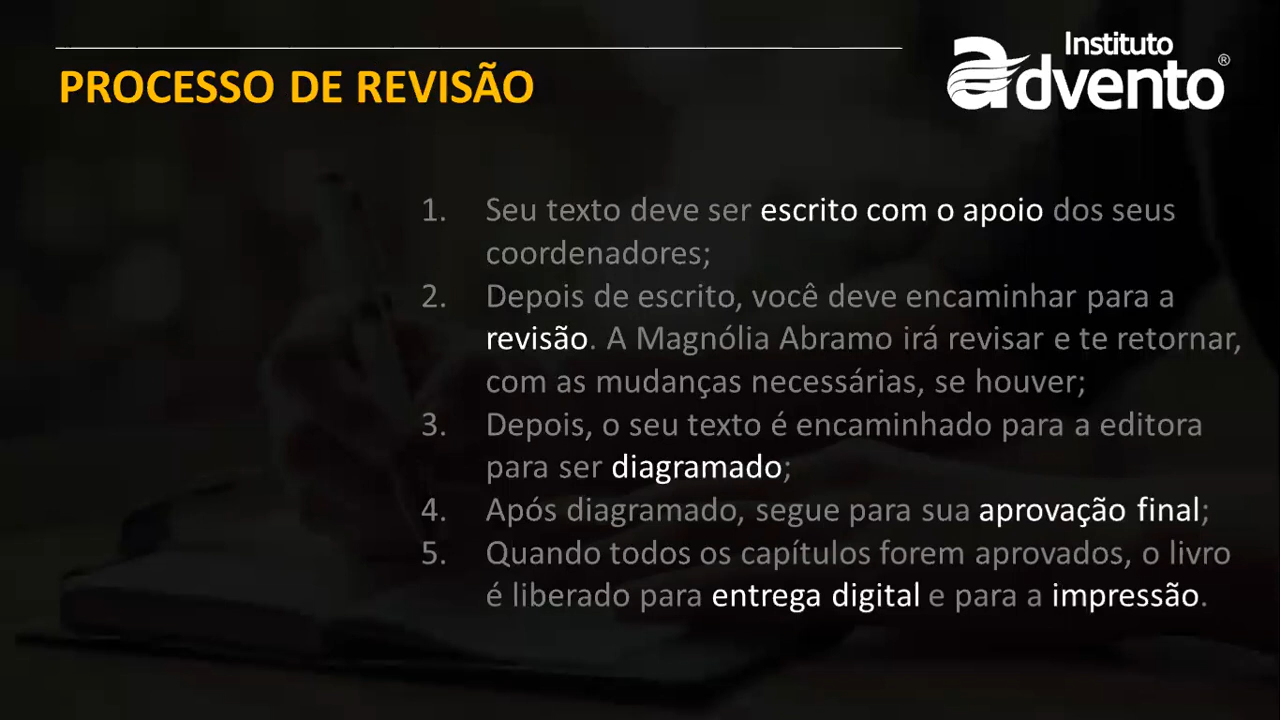 PROCESSO DE REVISÃO
Instituto
advento®
1. Seu texto deve ser escrito com o apoio dos seus
coordenadores;
2. Depois de escrito, você deve encaminhar para a
revisão. A Magnólia Abramo irá revisar e te retornar,
com as mudanças necessárias, se houver;
3. Depois, o seu texto é encaminhado para a editora
para ser diagramado;
4. Após diagramado, segue para sua aprovação final;
5. Quando todos os capítulos forem aprovados, o livro
é liberado para entrega digital e para a impressão.